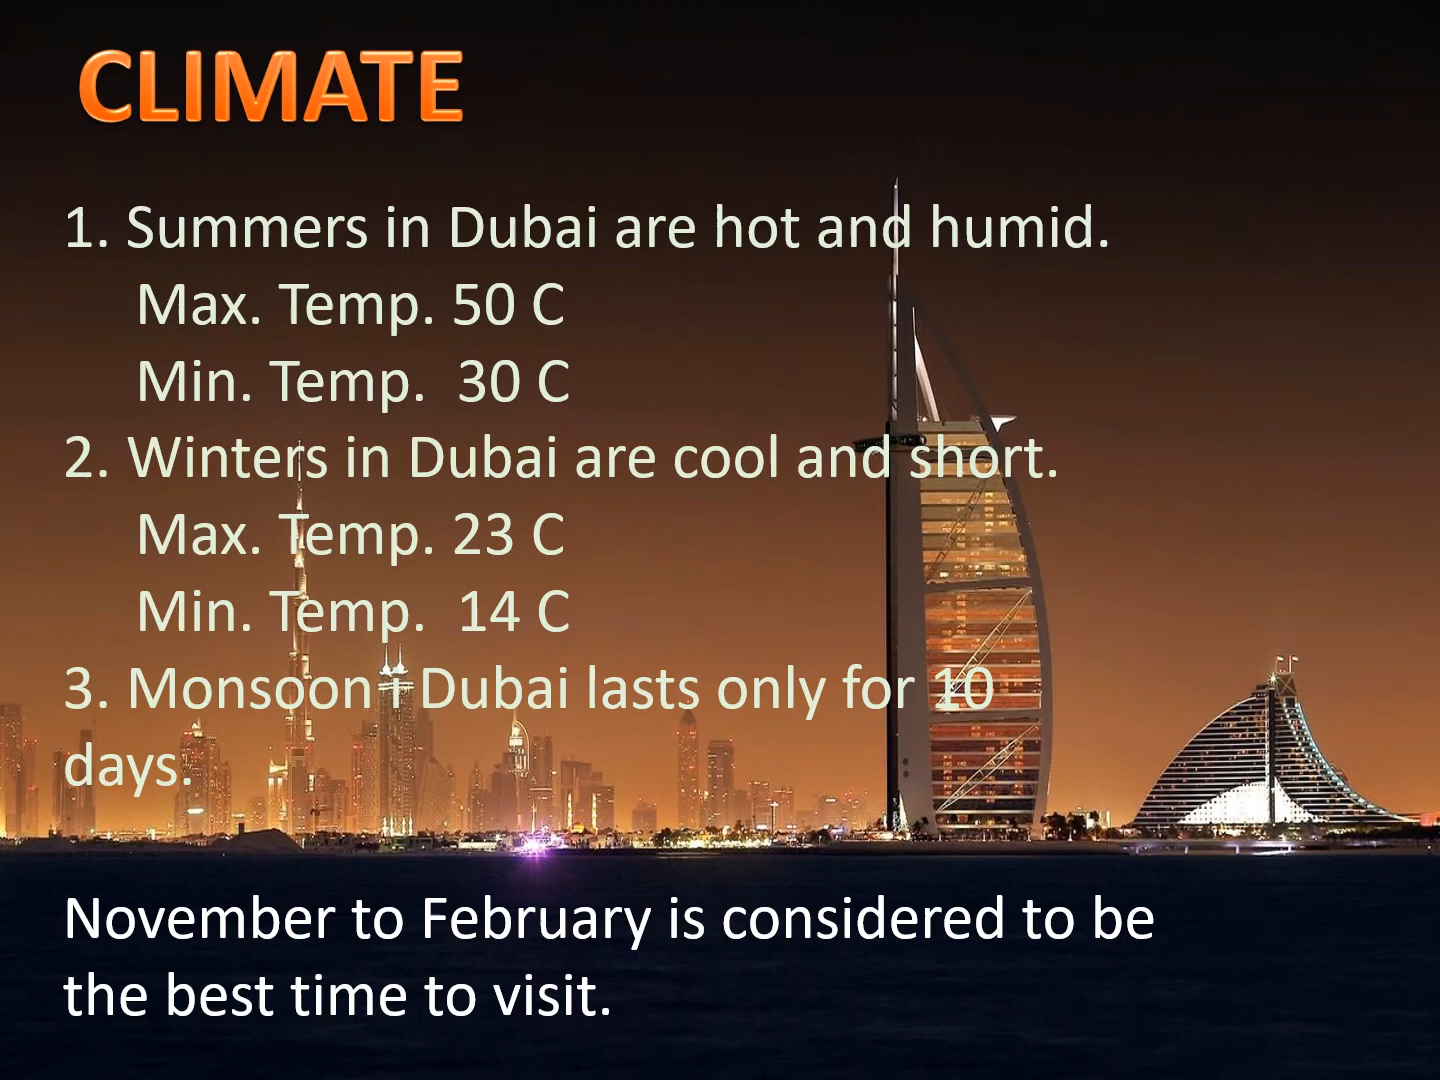 CLIMATE
1. Summers in Dubai are hot and humid.
Max. Temp. 50 C
Min. Temp.  30 C
2. Winters in Dubai are cool and short.
Max. Temp. 23 C
Min. Temp.  14 C
3. Monsoon i Dubai lasts only for 10
days.
November to February is considered to be
the best time to visit.